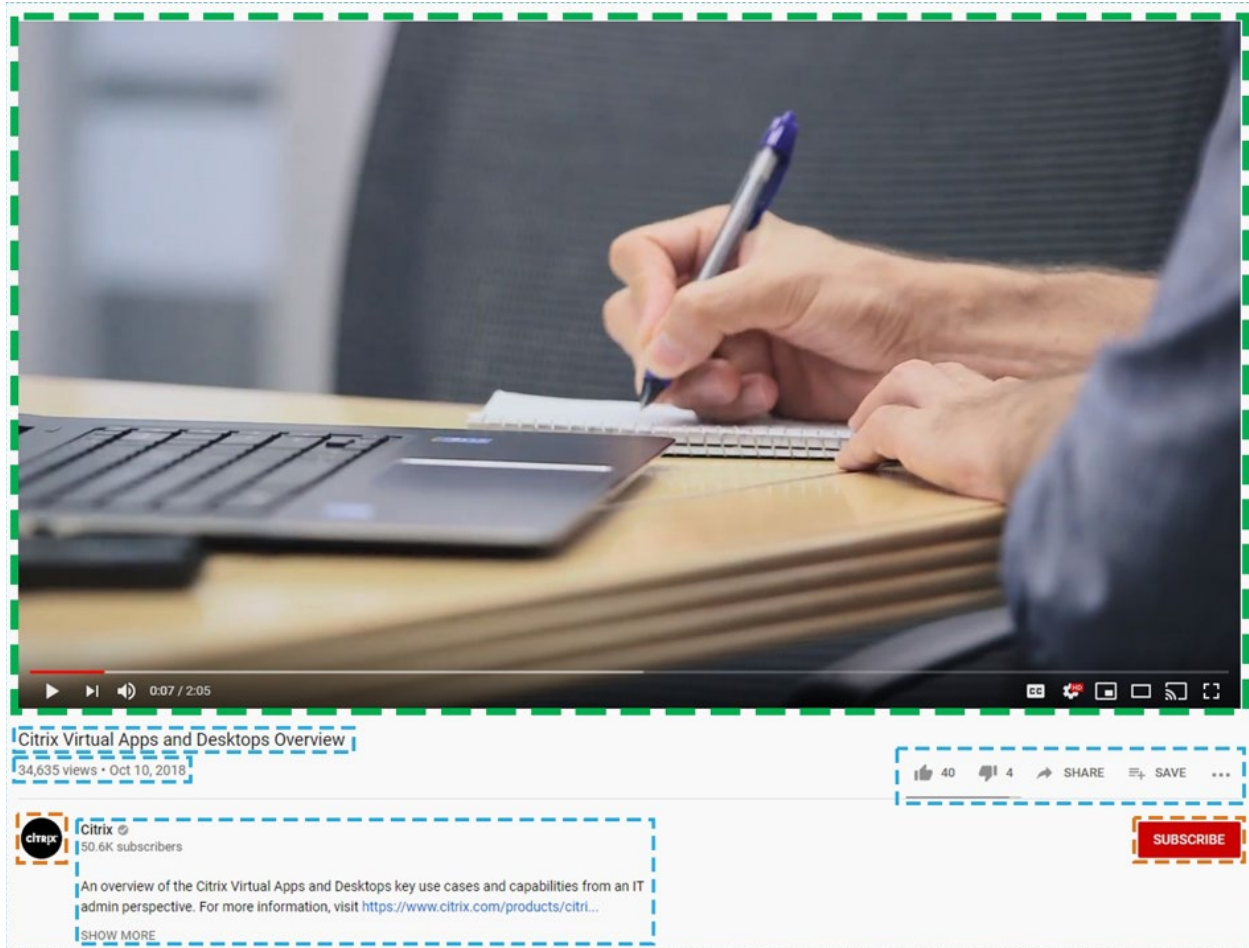 0:07 / 2:05
CC
HD
Citrix Virtual Apps and Desktops Overview
34,635 views • Oct 10, 2018
40 4 SHARE SAVE ...
citrix
Citrix
50.6K subscribers
SUBSCRIBE
An overview of the Citrix Virtual Apps and Desktops key use cases and capabilities from an IT
admin perspective. For more information, visit https://www.citrix.com/products/citri...
SHOW MORE